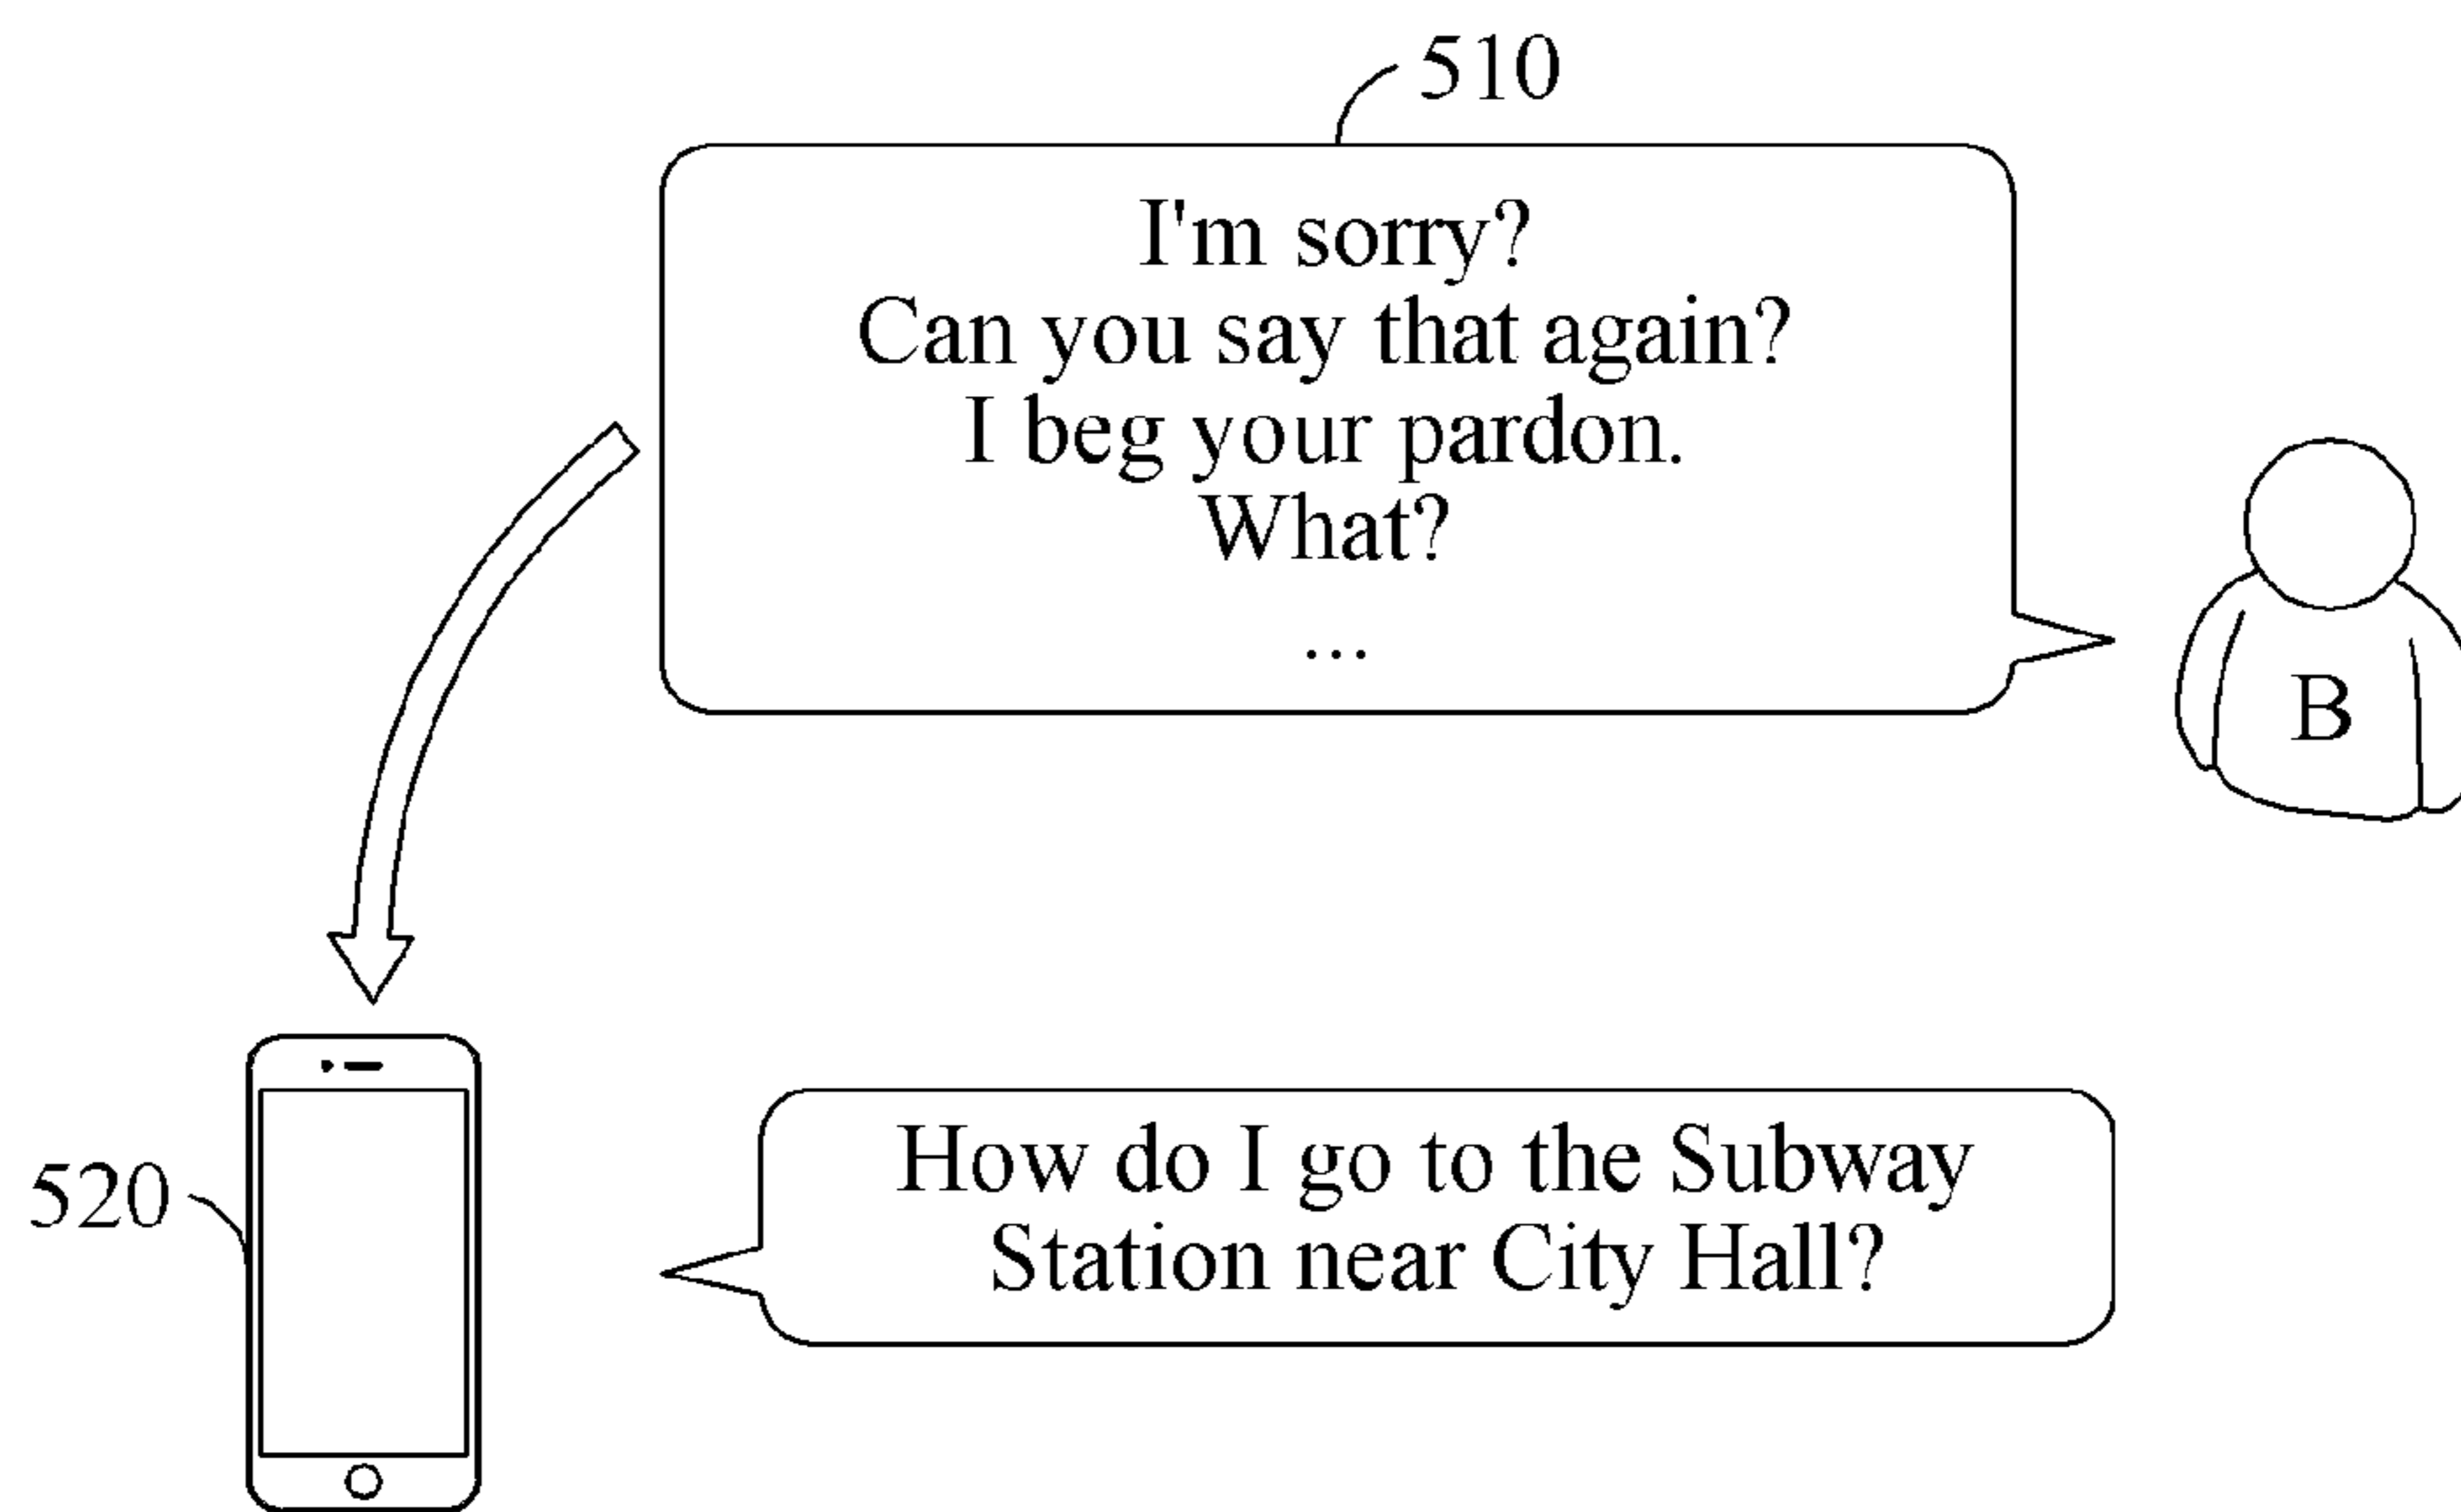 510
I'm sorry?
Can you say that again?
I beg your pardon.
What?
...
B
520
How do I go to the Subway
Station near City Hall?